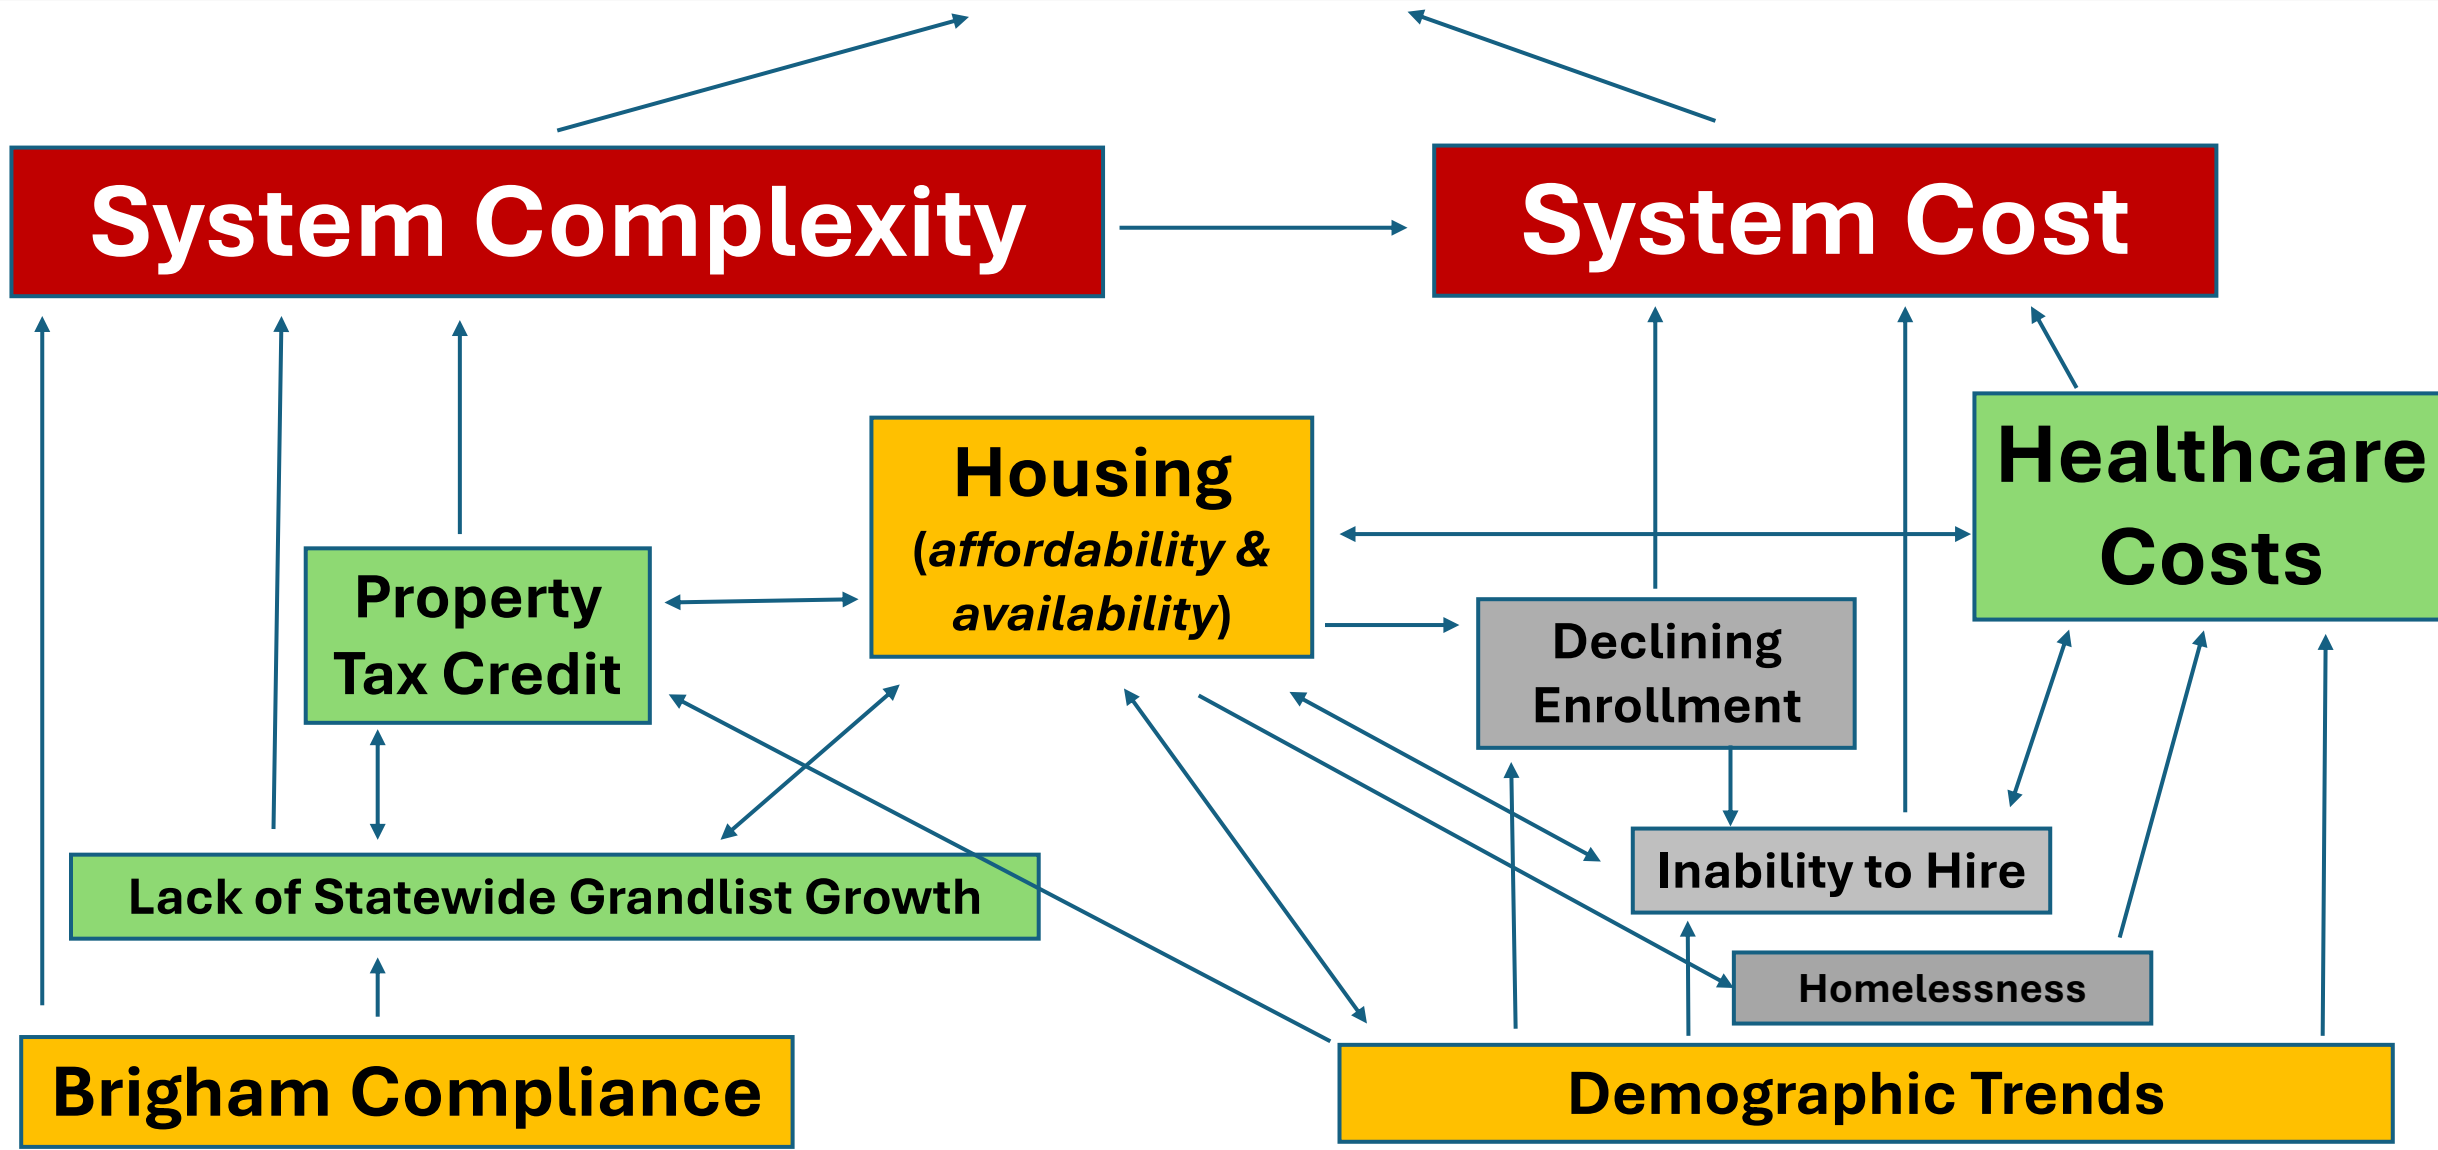 System Complexity
System Cost
Healthcare
Costs
Housing
(affordability &
availability)
Property
Tax Credit
Declining
Enrollment
Inability to Hire
Lack of Statewide Grandlist Growth
Homelessness
Brigham Compliance
Demographic Trends